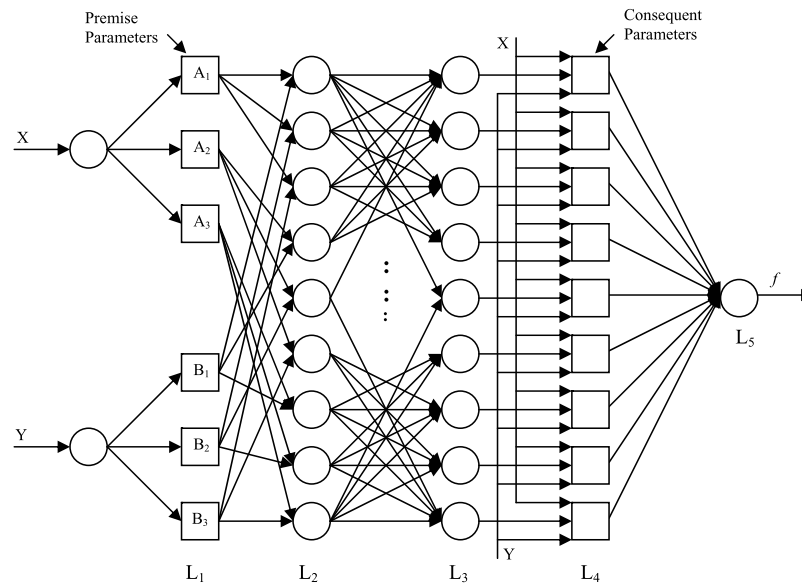 Premise
Parameters
X
Consequent
Parameters
A1
X
A2
A3
f
L5
B1
Y
B2
B3
Y
L1
L2
L3
L4